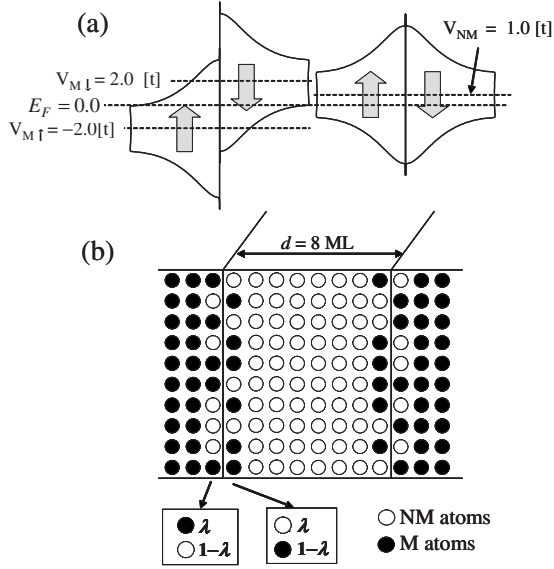 (a)
V_NM = 1.0 [t]
V_M↓ = 2.0 [t]
E_F = 0.0
V_M↑ = −2.0[t]
(b)
d = 8 ML
λ
1−λ
λ
1−λ
NM atoms
M atoms